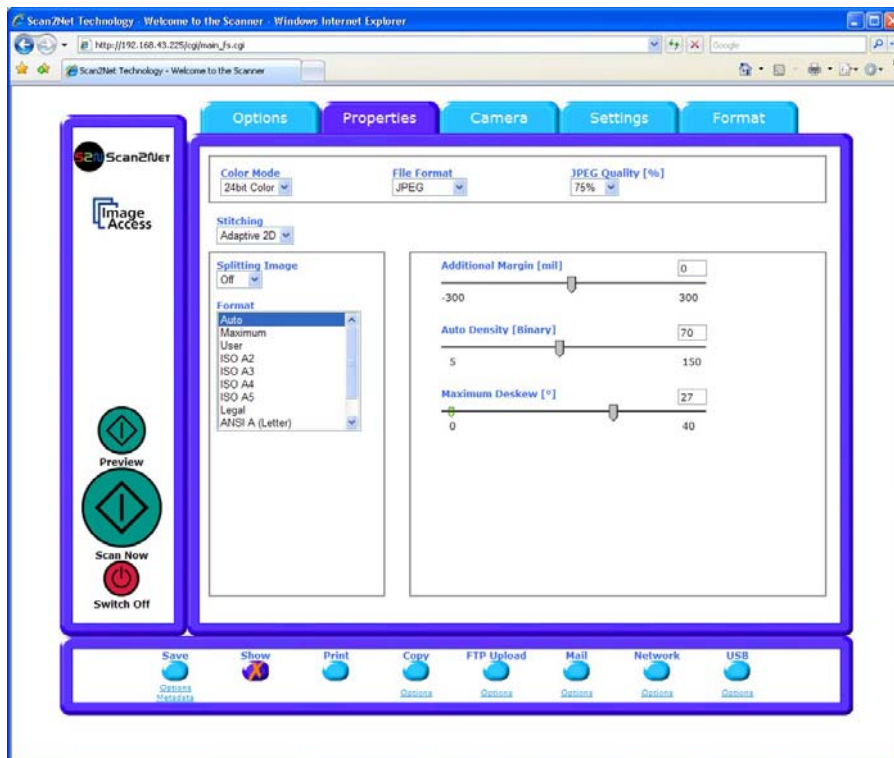 Scan2Net Technology - Welcome to the Scanner - Windows Internet Explorer
http://192.168.43.225/cgi/main_fs.cgi
Google
Scan2Net Technology - Welcome to the Scanner
Options Properties Camera Settings Format
S2N Scan2Net
Image
Access
Color Mode File Format JPEG Quality [%]
24bit Color JPEG 75%
Stitching
Adaptive 2D
Splitting Image
Off
Format
Auto
Maximum
User
ISO A2
ISO A3
ISO A4
ISO A5
Legal
ANSI A (Letter)
Additional Margin [mil] 0
-300 300
Auto Density [Binary] 70
5 150
Maximum Deskew [°] 27
0 40
Preview
Scan Now
Switch Off
Save Show Print Copy FTP Upload Mail Network USB
X
Options Options Options Options Options Options
Metadata